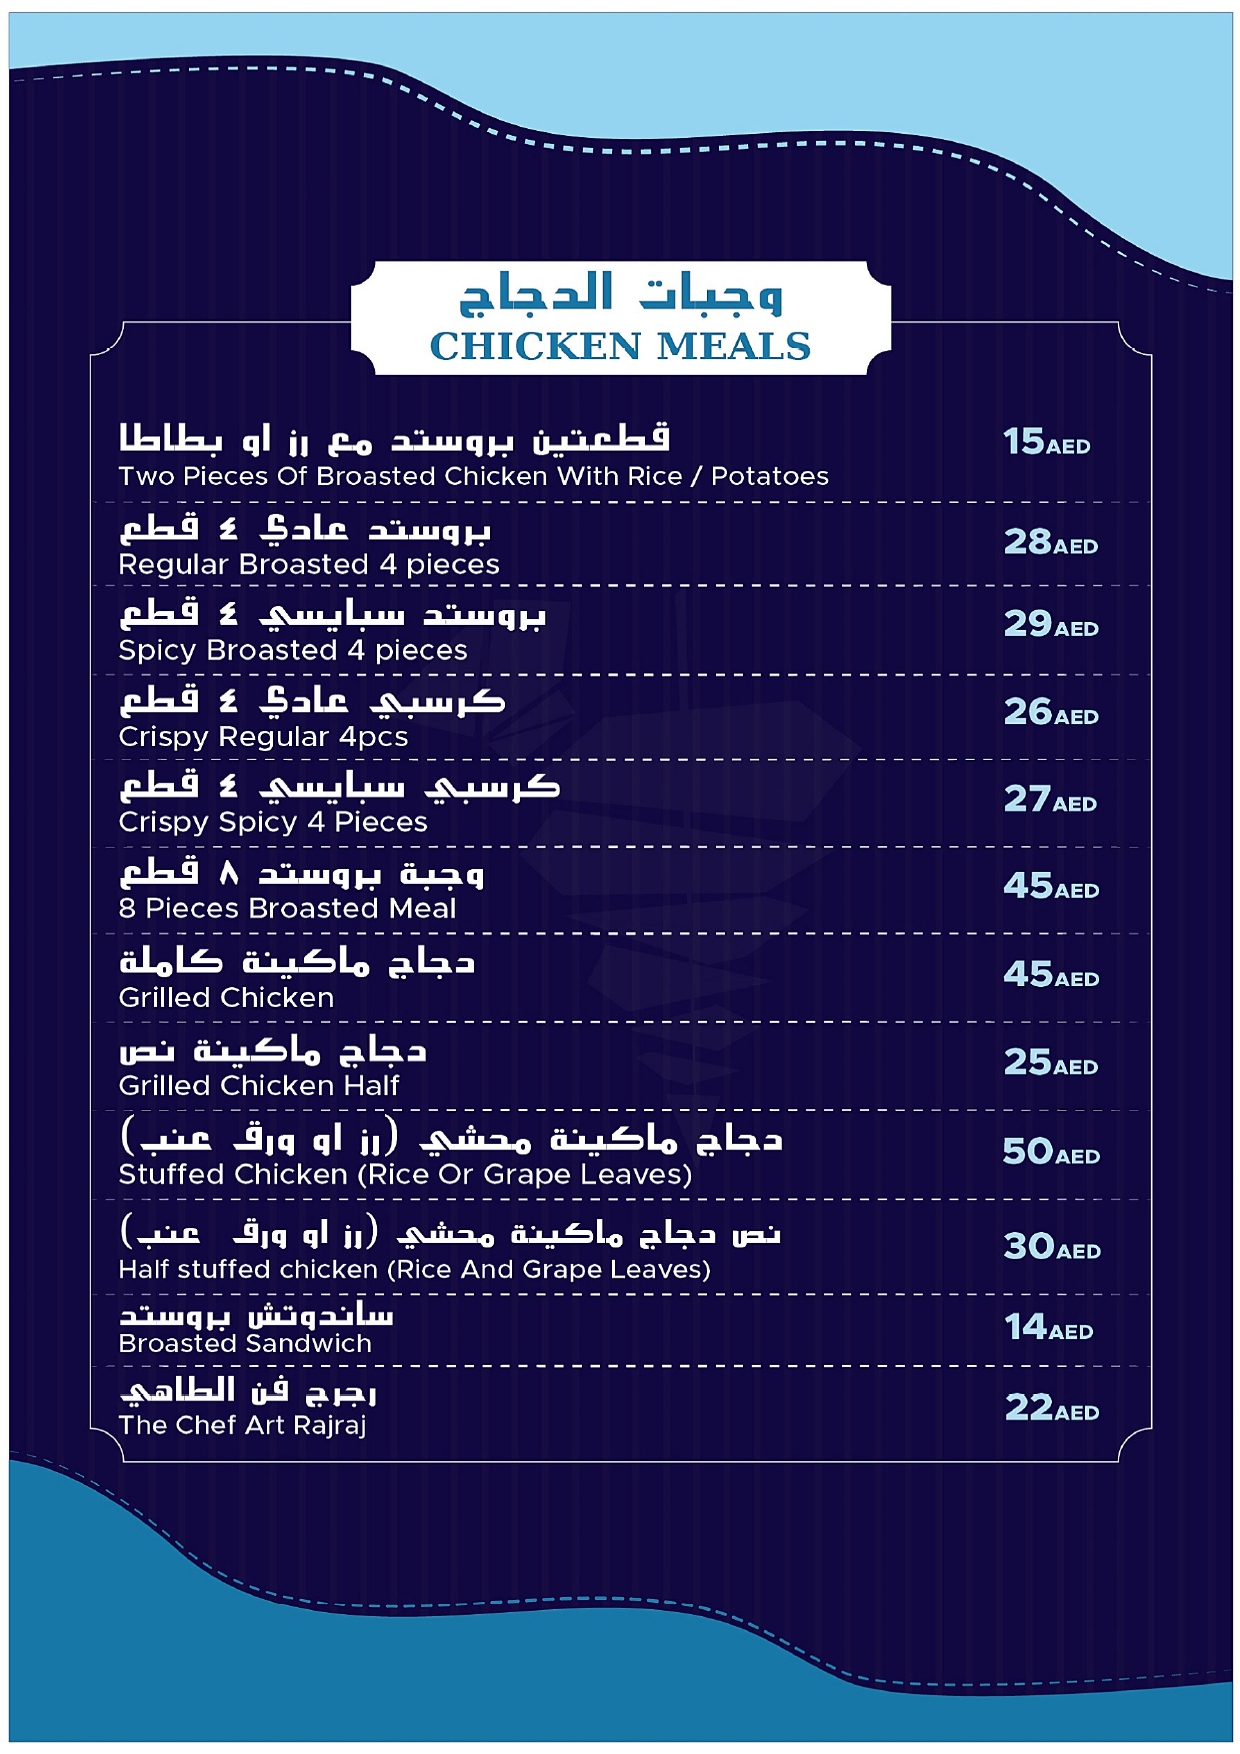 وجبات الدجاج
CHICKEN MEALS
قطعتين بروستد مع رز او بطاطا
15AED
Two Pieces Of Broasted Chicken With Rice / Potatoes
بروستد عادي ٤ قطع
28AED
Regular Broasted 4 pieces
بروستد سبايسي ٤ قطع
29AED
Spicy Broasted 4 pieces
كرسبي عادي ٤ قطع
26AED
Crispy Regular 4pcs
كرسبي سبايسي ٤ قطع
27AED
Crispy Spicy 4 Pieces
وجبة بروستد ٨ قطع
45AED
8 Pieces Broasted Meal
دجاج ماكينة كاملة
45AED
Grilled Chicken
دجاج ماكينة نص
25AED
Grilled Chicken Half
دجاج ماكينة محشي (رز او ورق عنب)
50AED
Stuffed Chicken (Rice Or Grape Leaves)
نص دجاج ماكينة محشي (رز او ورق عنب)
30AED
Half stuffed chicken (Rice And Grape Leaves)
ساندوتش بروستد
14AED
Broasted Sandwich
رجرج فن الطاهي
22AED
The Chef Art Rajraj